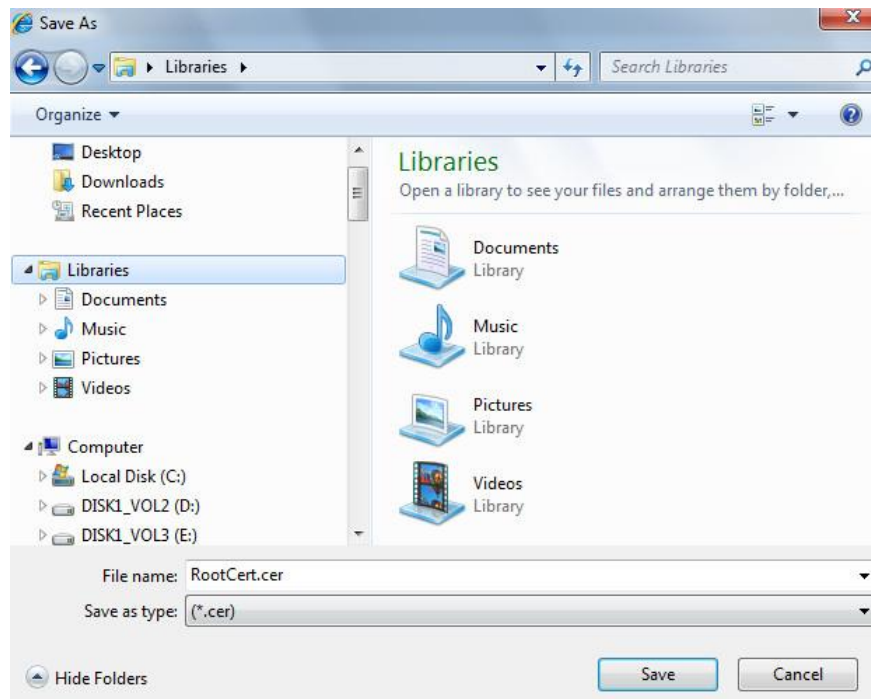 Save As
Libraries
Search Libraries
Organize
Desktop
Downloads
Recent Places
Libraries
Documents
Music
Pictures
Videos
Computer
Local Disk (C:)
DISK1_VOL2 (D:)
DISK1_VOL3 (E:)
Libraries
Open a library to see your files and arrange them by folder,...
Documents
Library
Music
Library
Pictures
Library
Videos
Library
File name: RootCert.cer
Save as type: (*.cer)
Hide Folders
Save
Cancel